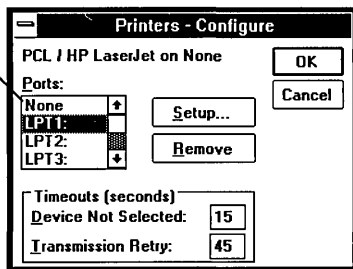 Printers - Configure
PCL / HP LaserJet on None
OK
Ports:
Cancel
None
LPT1:
LPT2:
LPT3:
Setup...
Remove
Timeouts (seconds)
Device Not Selected: 15
Transmission Retry: 45